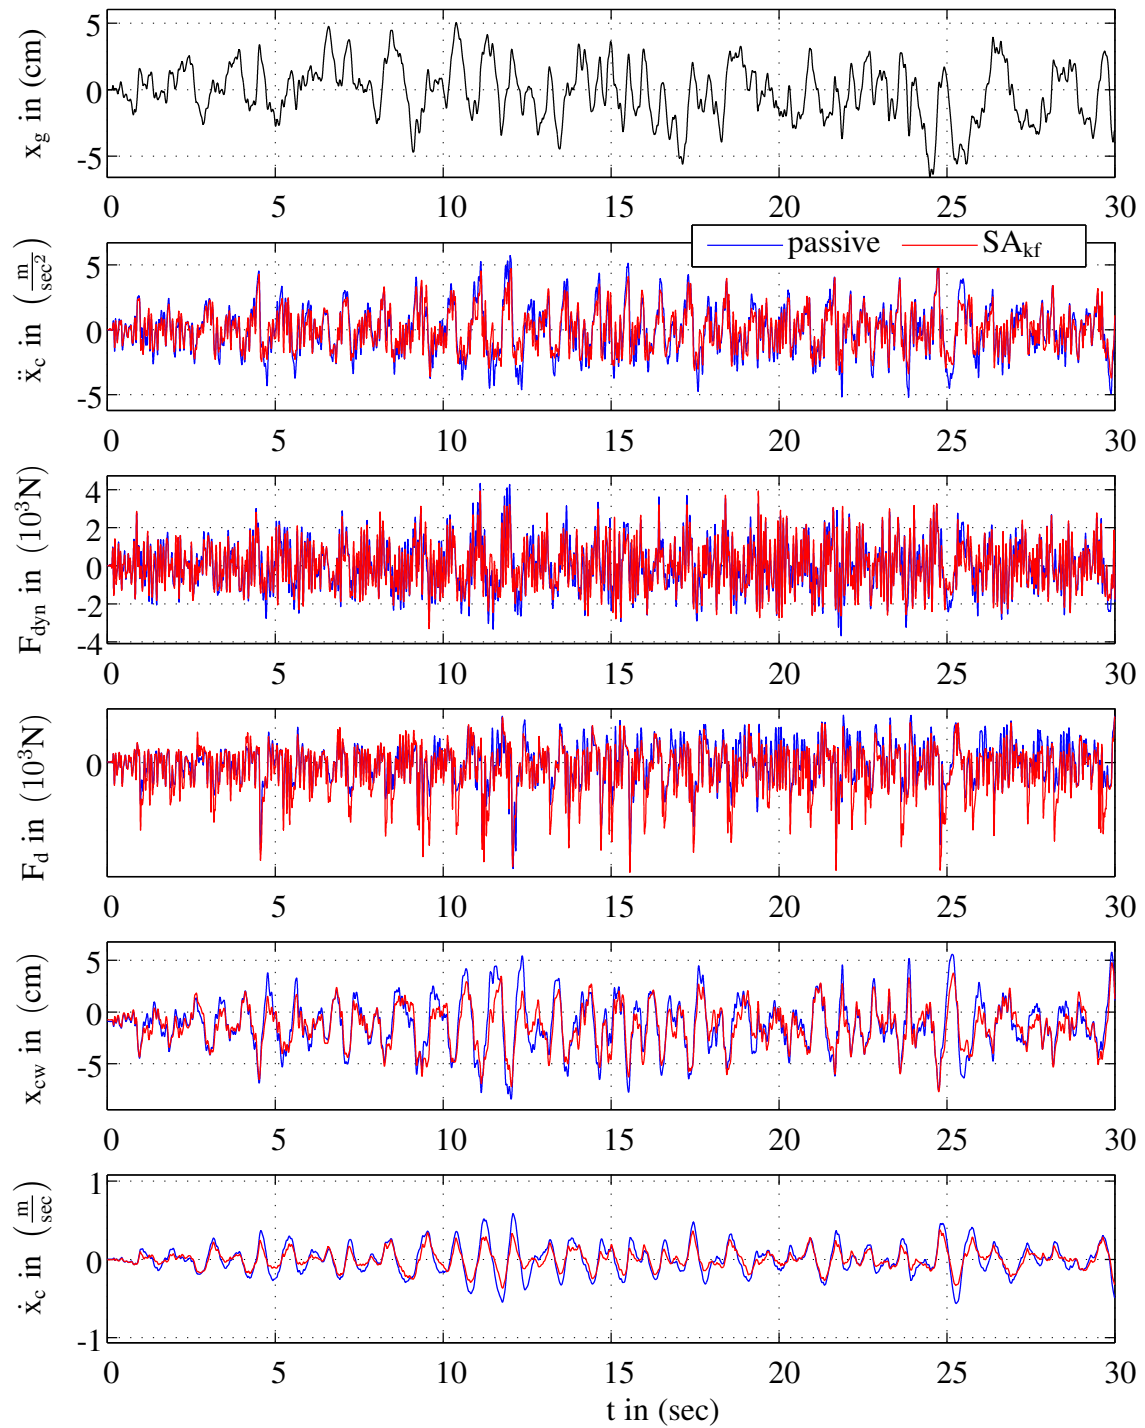 5
0
-5
x_g in (cm)
0 5 10 15 20 25 30
passive SA_kf
5
0
-5
ẍ_c in (m/sec²)
0 5 10 15 20 25 30
4
2
0
-2
-4
F_dyn in (10³N)
0 5 10 15 20 25 30
0
F_d in (10³N)
0 5 10 15 20 25 30
5
0
-5
x_cw in (cm)
0 5 10 15 20 25 30
1
0
-1
ẋ_c in (m/sec)
0 5 10 15 20 25 30
t in (sec)